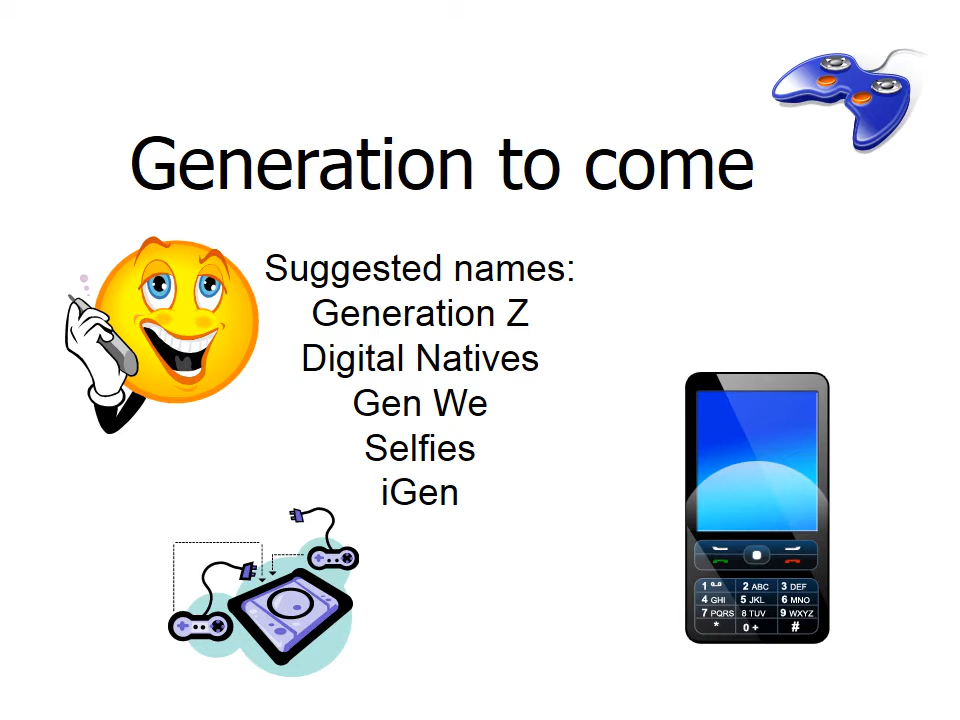 Generation to come
Suggested names:
Generation Z
Digital Natives
Gen We
Selfies
iGen
1 2 ABC 3 DEF
4 GHI 5 JKL 6 MNO
7 PQRS 8 TUV 9 WXYZ
* 0 + #